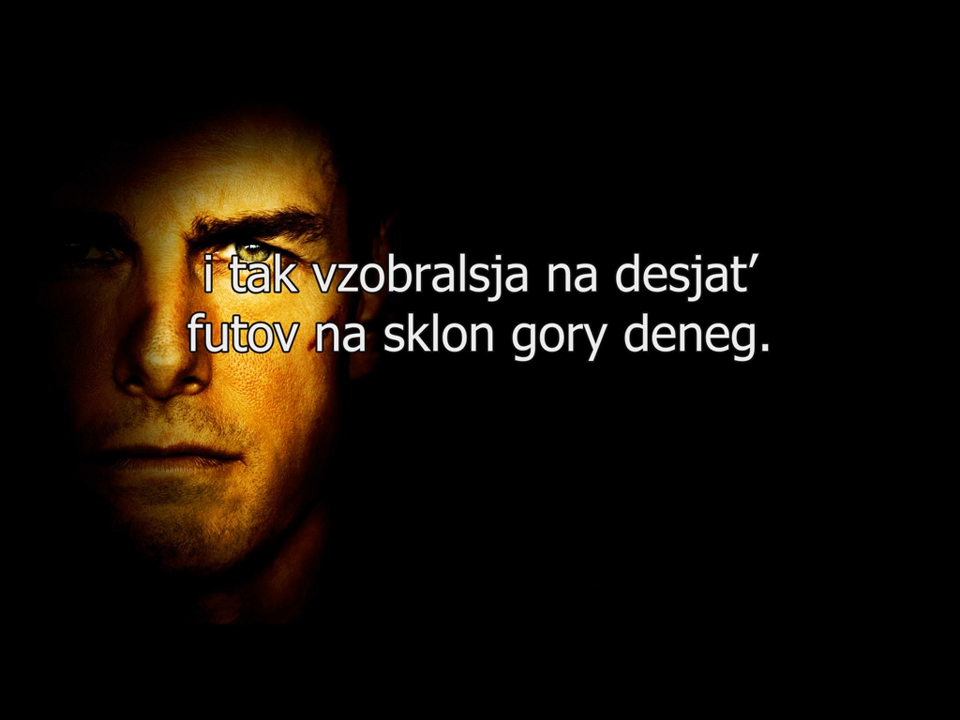 i tak vzobralsja na desjat’
futov na sklon gory deneg.